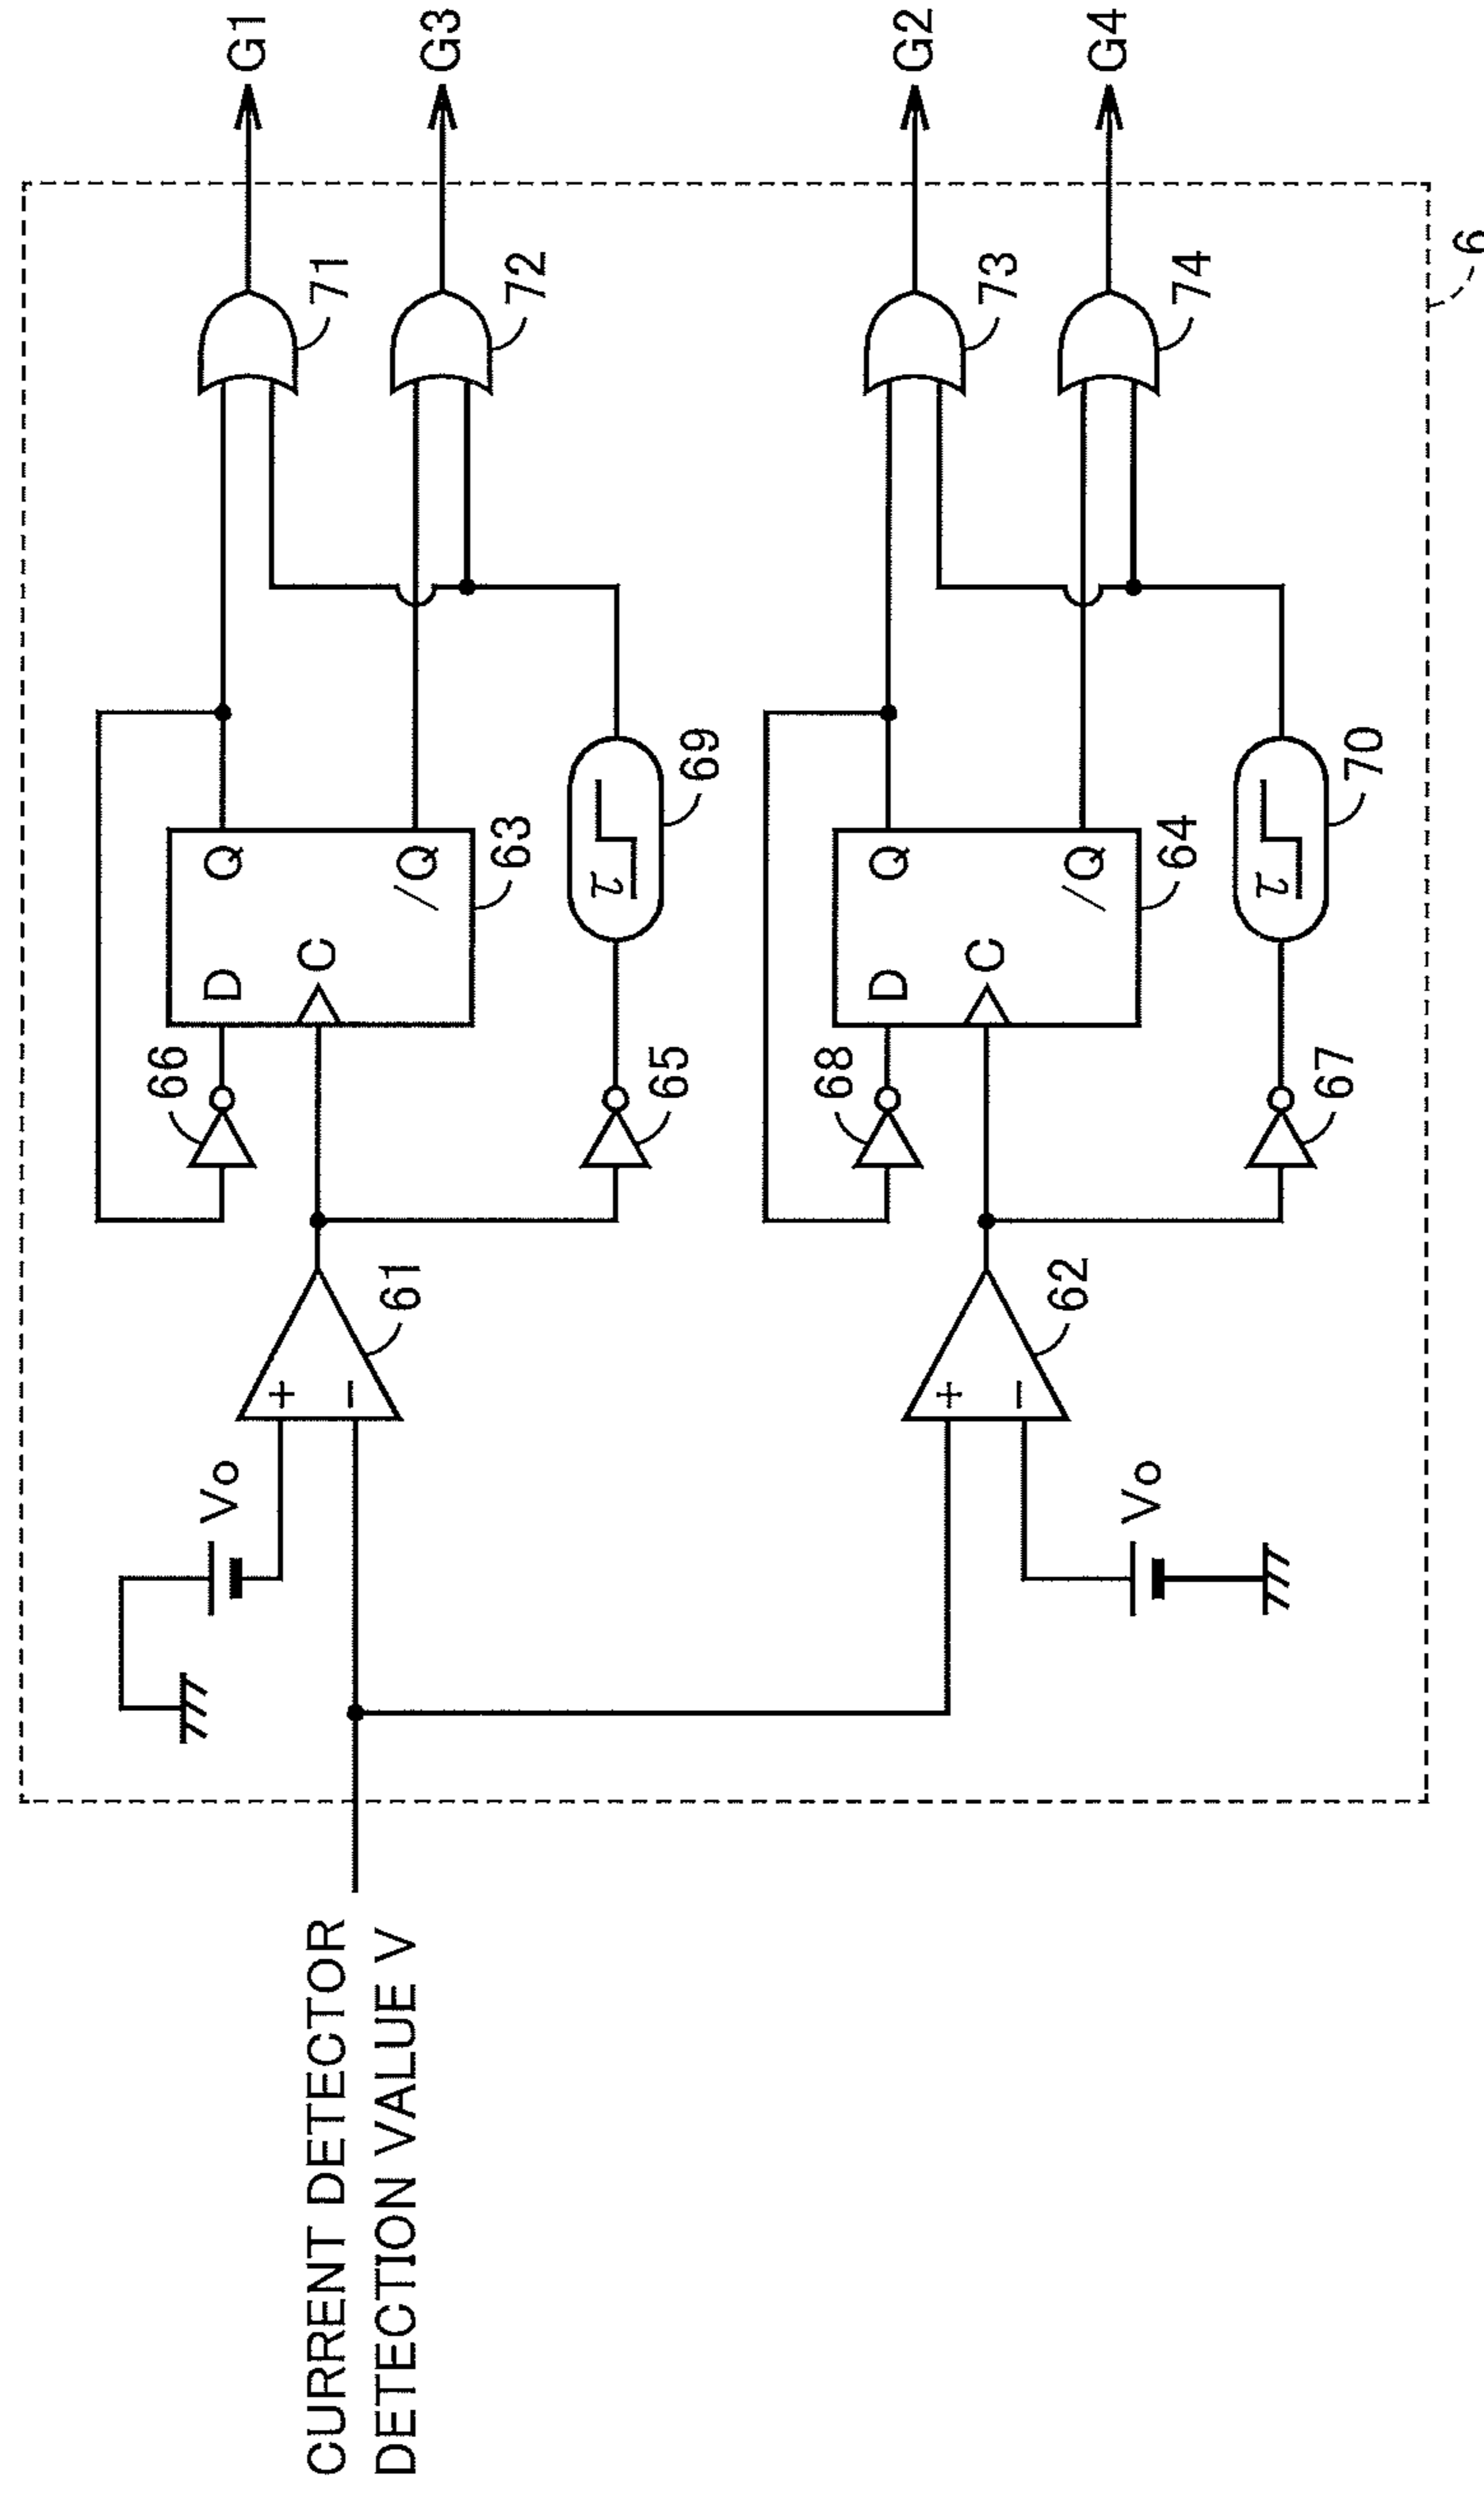 CURRENT DETECTOR
DETECTION VALUE V
Vo
+
−
61
66
D
Q
C
/Q
63
65
τ
69
71
G1
72
G3
Vo
+
−
62
68
D
Q
C
/Q
64
67
τ
70
73
G2
74
G4
6